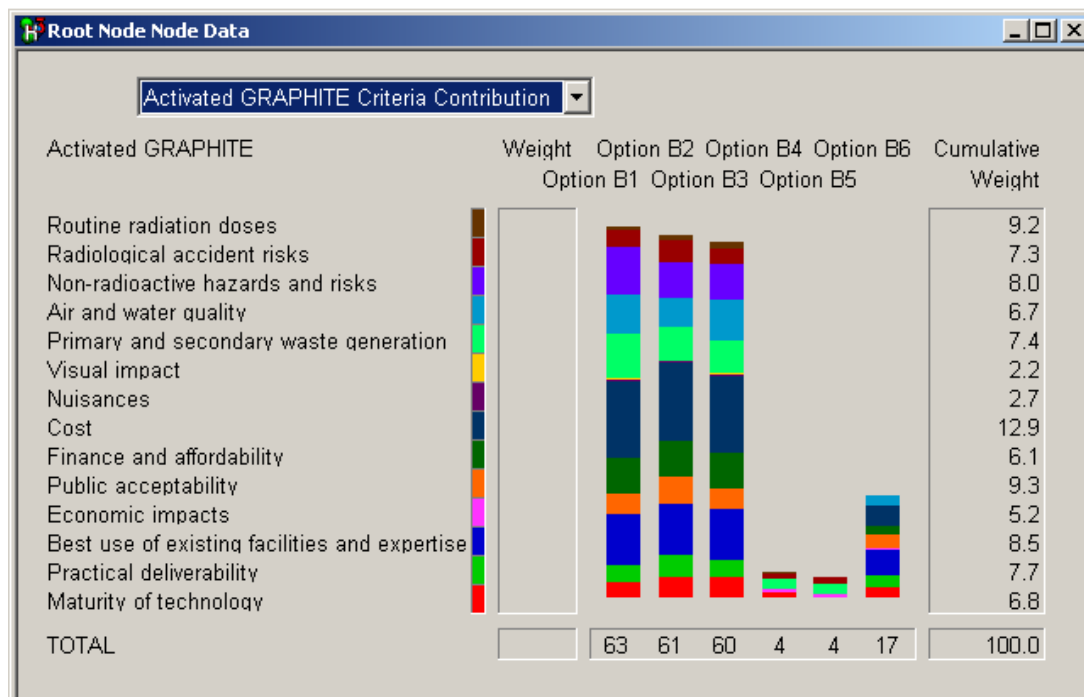 Root Node Node Data
Activated GRAPHITE Criteria Contribution
Activated GRAPHITE Weight Option B2 Option B4 Option B6 Cumulative
Option B1 Option B3 Option B5 Weight
Routine radiation doses 9.2
Radiological accident risks 7.3
Non-radioactive hazards and risks 8.0
Air and water quality 6.7
Primary and secondary waste generation 7.4
Visual impact 2.2
Nuisances 2.7
Cost 12.9
Finance and affordability 6.1
Public acceptability 9.3
Economic impacts 5.2
Best use of existing facilities and expertise 8.5
Practical deliverability 7.7
Maturity of technology 6.8
TOTAL 63 61 60 4 4 17 100.0